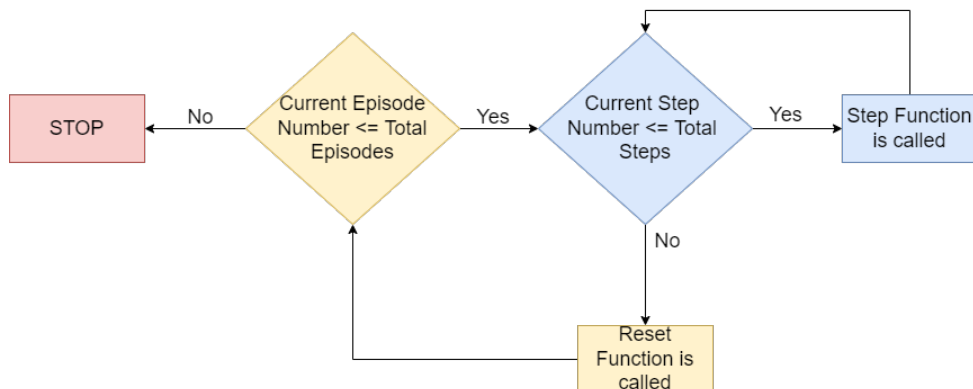 STOP
No
Current Episode
Number <= Total
Episodes
Yes
Current Step
Number <= Total
Steps
Yes
Step Function
is called
No
Reset
Function is
called